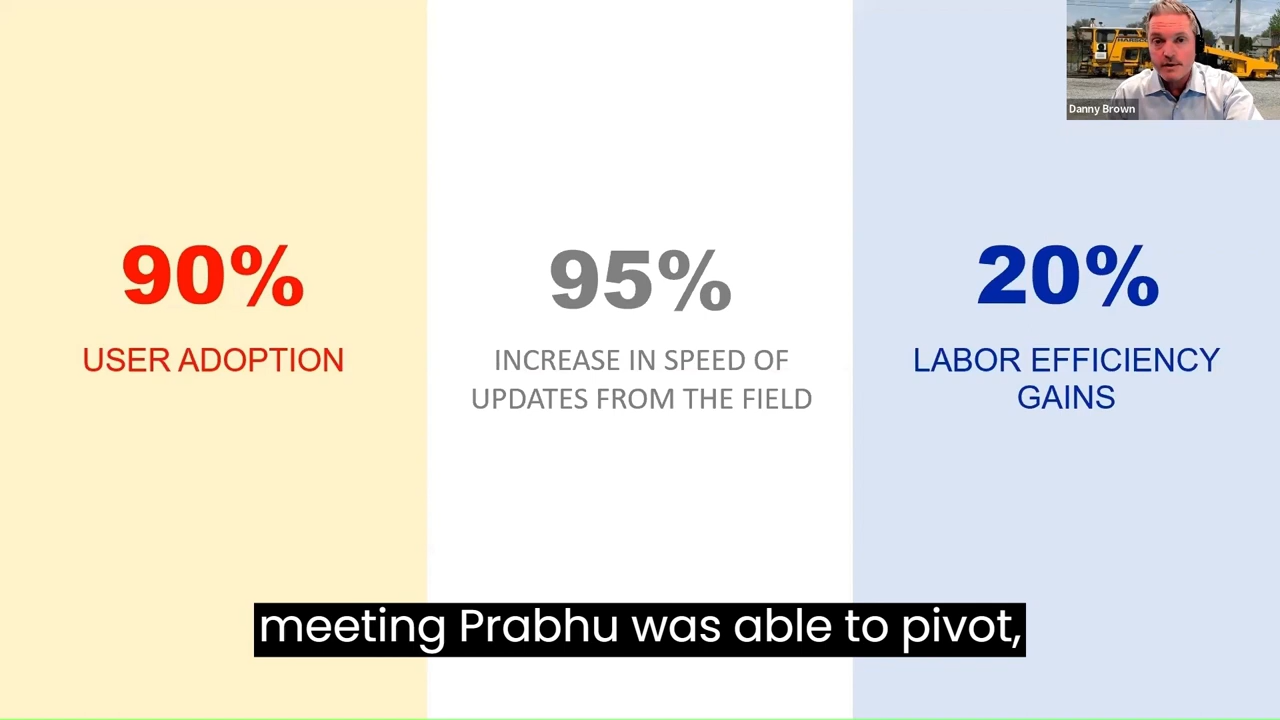 Danny Brown
90%
USER ADOPTION
95%
INCREASE IN SPEED OF
UPDATES FROM THE FIELD
20%
LABOR EFFICIENCY
GAINS
meeting Prabhu was able to pivot,